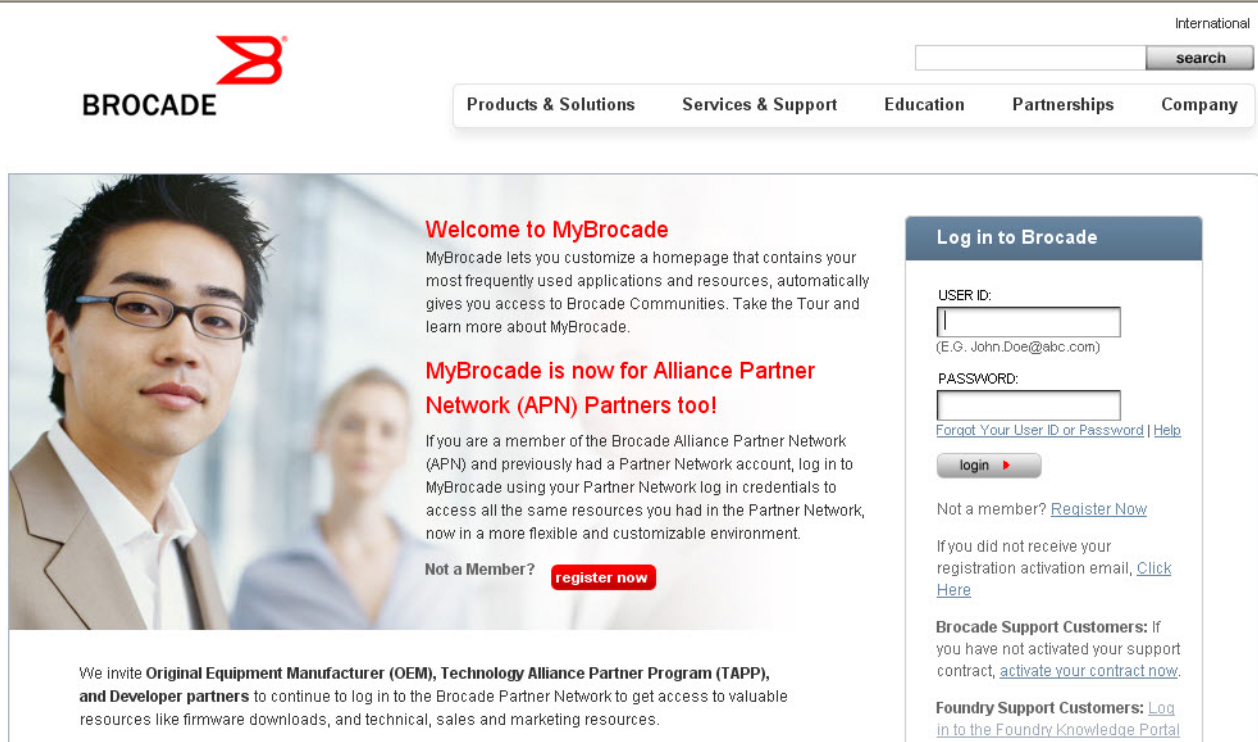 International
search
BROCADE
Products & Solutions Services & Support Education Partnerships Company
Welcome to MyBrocade
MyBrocade lets you customize a homepage that contains your
most frequently used applications and resources, automatically
gives you access to Brocade Communities. Take the Tour and
learn more about MyBrocade.
MyBrocade is now for Alliance Partner
Network (APN) Partners too!
If you are a member of the Brocade Alliance Partner Network
(APN) and previously had a Partner Network account, log in to
MyBrocade using your Partner Network log in credentials to
access all the same resources you had in the Partner Network,
now in a more flexible and customizable environment.
Not a Member? register now
We invite Original Equipment Manufacturer (OEM), Technology Alliance Partner Program (TAPP),
and Developer partners to continue to log in to the Brocade Partner Network to get access to valuable
resources like firmware downloads, and technical, sales and marketing resources.
Log in to Brocade
USER ID:
(E.G. John.Doe@abc.com)
PASSWORD:
Forgot Your User ID or Password | Help
login
Not a member? Register Now
If you did not receive your
registration activation email, Click
Here
Brocade Support Customers: If
you have not activated your support
contract, activate your contract now.
Foundry Support Customers: Log
in to the Foundry Knowledge Portal